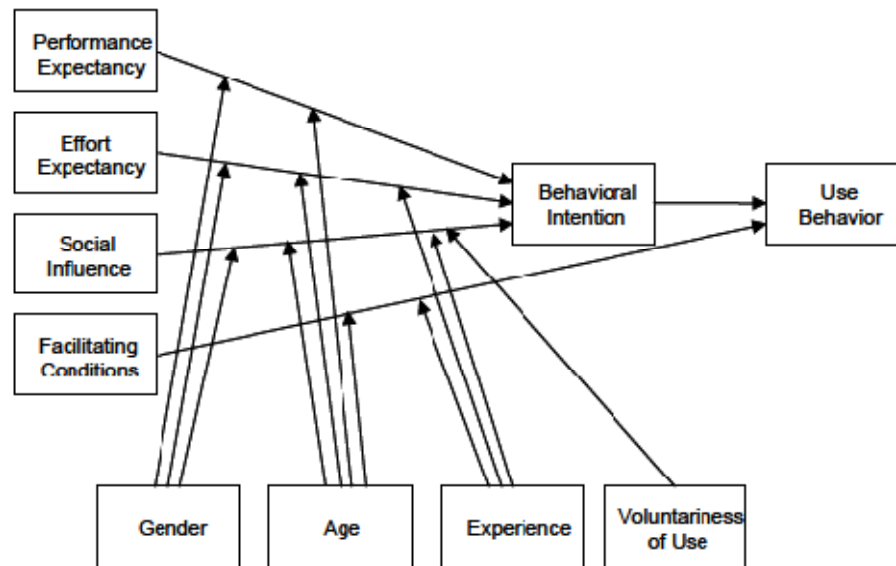 Performance
Expectancy
Effort
Expectancy
Social
Influence
Facilitating
Conditions
Behavioral
Intention
Use
Behavior
Gender
Age
Experience
Voluntariness
of Use